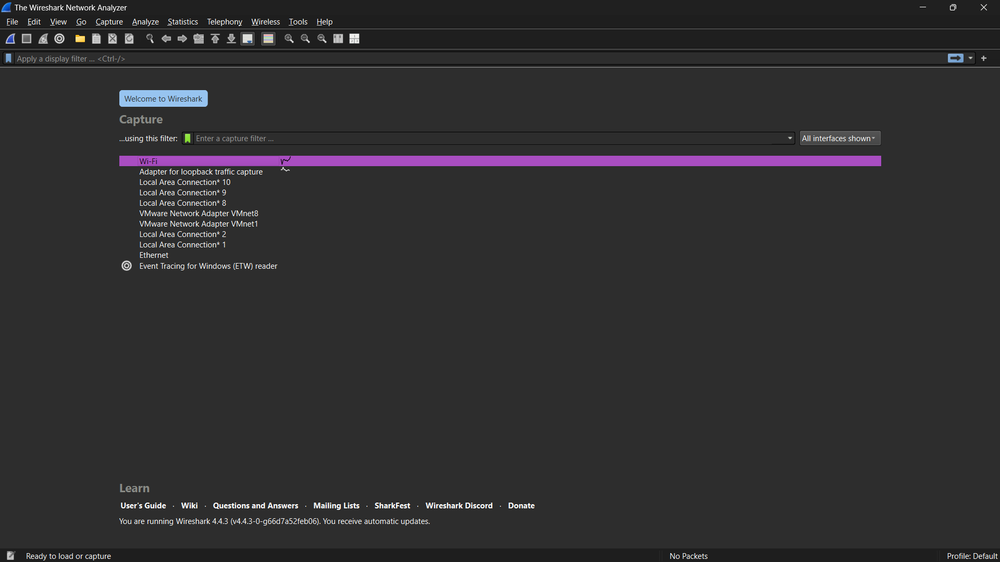 The Wireshark Network Analyzer
File Edit View Go Capture Analyze Statistics Telephony Wireless Tools Help
Apply a display filter ... <Ctrl-/>
Welcome to Wireshark
Capture
...using this filter: Enter a capture filter ... All interfaces shown
Wi-Fi
Adapter for loopback traffic capture
Local Area Connection* 10
Local Area Connection* 9
Local Area Connection* 8
VMware Network Adapter VMnet8
VMware Network Adapter VMnet1
Local Area Connection* 2
Local Area Connection* 1
Ethernet
Event Tracing for Windows (ETW) reader
Learn
User's Guide · Wiki · Questions and Answers · Mailing Lists · SharkFest · Wireshark Discord · Donate
You are running Wireshark 4.4.3 (v4.4.3-0-g66d7a52feb06). You receive automatic updates.
Ready to load or capture No Packets Profile: Default